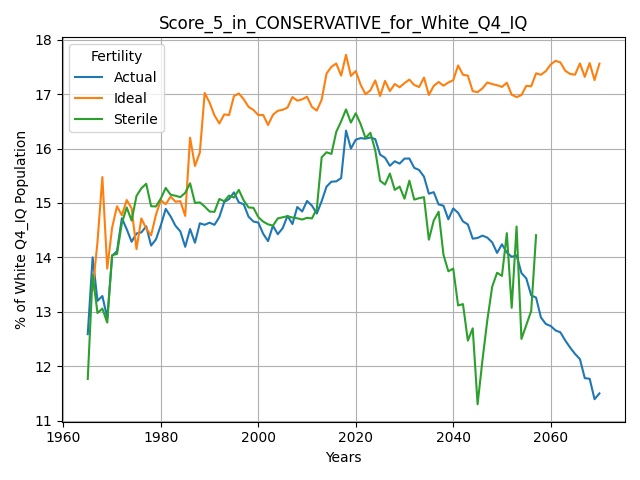 Score_5_in_CONSERVATIVE_for_White_Q4_IQ
18
17
16
15
14
13
12
11
% of White Q4_IQ Population
Fertility
Actual
Ideal
Sterile
1960
1980
2000
2020
2040
2060
Years